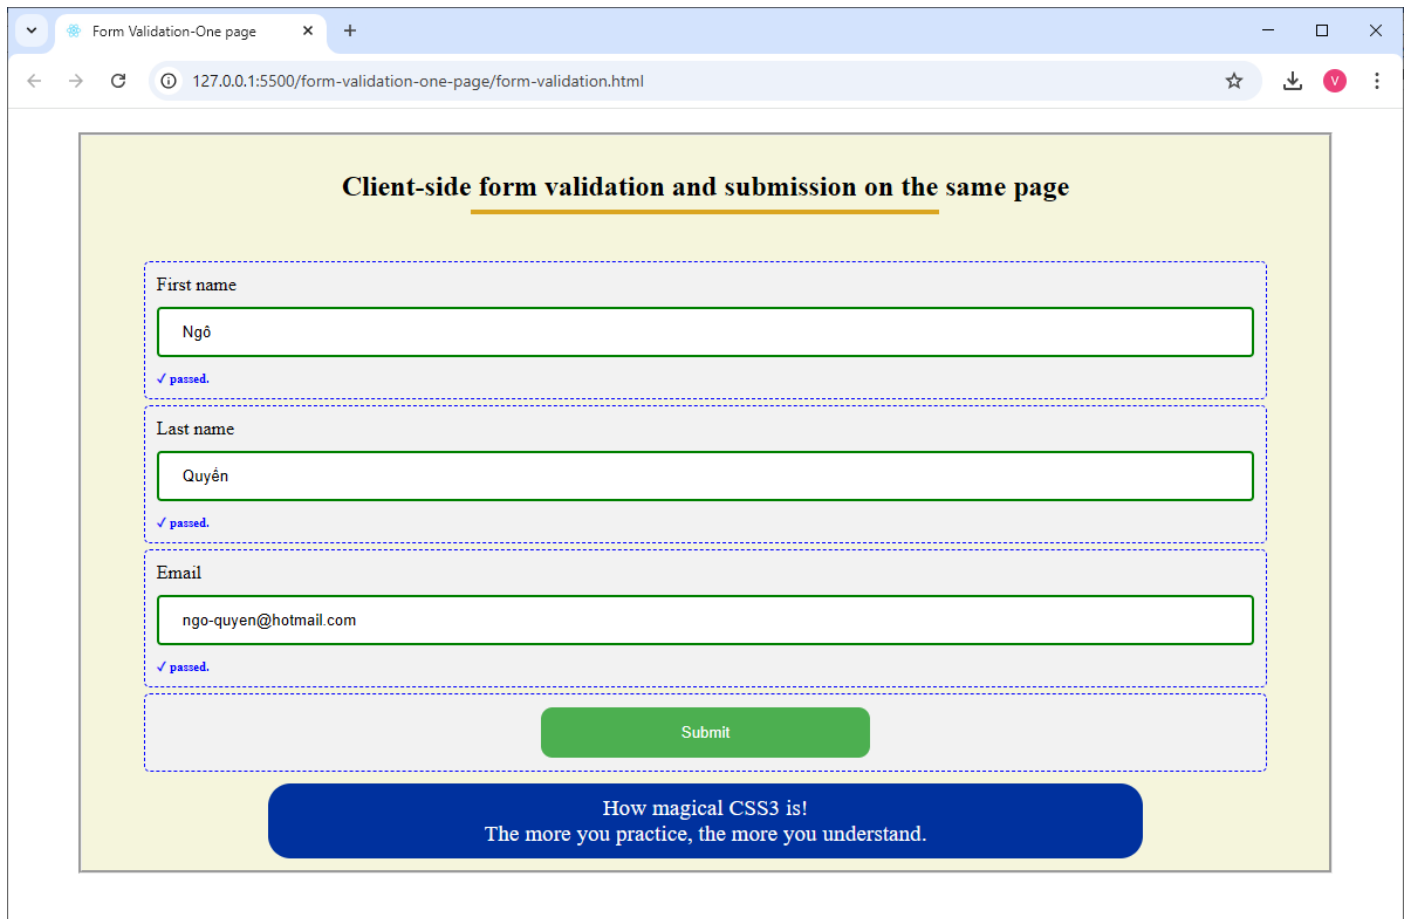 Form Validation-One page
127.0.0.1:5500/form-validation-one-page/form-validation.html
V
Client-side form validation and submission on the same page
First name
Ngô
✓ passed.
Last name
Quyền
✓ passed.
Email
ngo-quyen@hotmail.com
✓ passed.
Submit
How magical CSS3 is!
The more you practice, the more you understand.